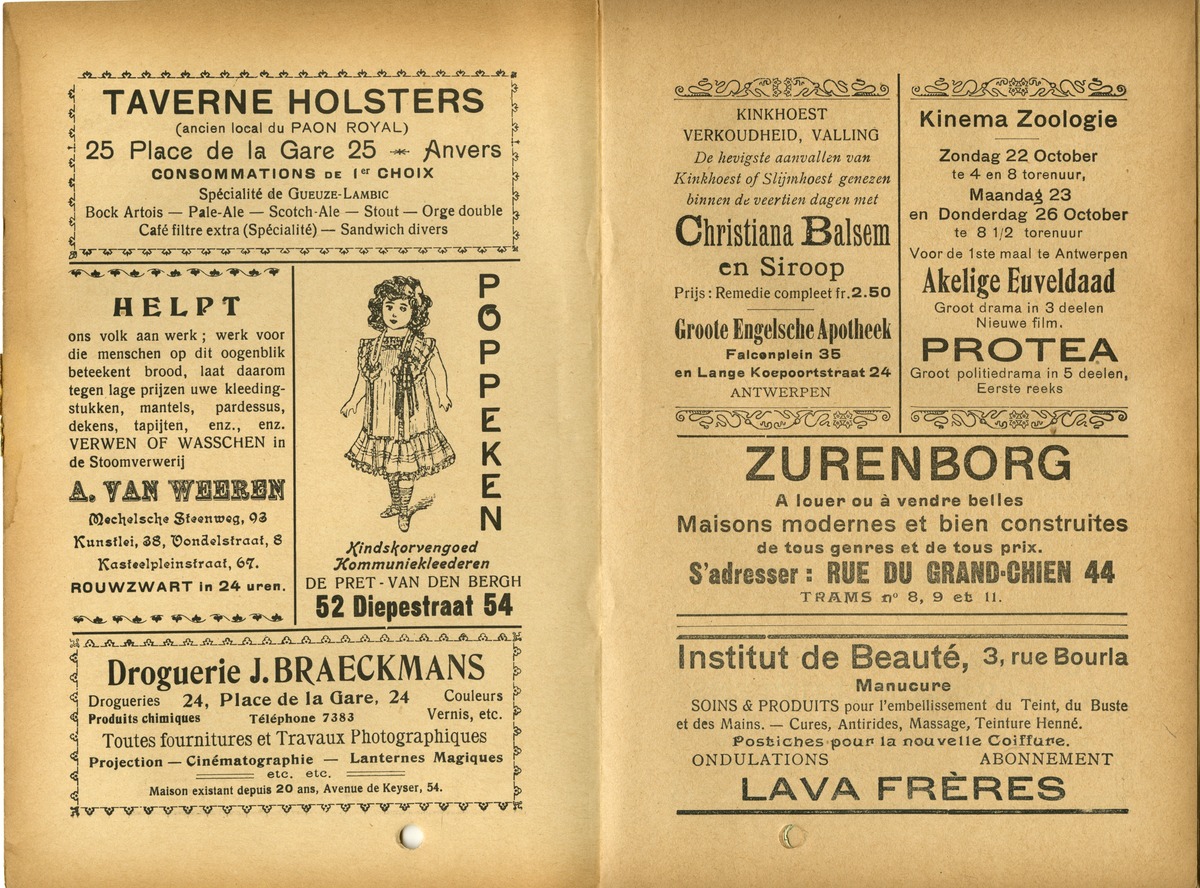 TAVERNE HOLSTERS
(ancien local du PAON ROYAL)
25 Place de la Gare 25 Anvers
CONSOMMATIONS DE 1er CHOIX
Spécialité de GUEUZE-LAMBIC
Bock Artois — Pale-Ale — Scotch-Ale — Stout — Orge double
Café filtre extra (Spécialité) — Sandwich divers
HELPT
ons volk aan werk ; werk voor
die menschen op dit oogenblik
beteekent brood, laat daarom
tegen lage prijzen uwe kleeding-
stukken, mantels, pardessus,
dekens, tapijten, enz., enz.
VERWEN OF WASSCHEN in
de Stoomverwerij
A. VAN WEEREN
Mechelsche Steenweg, 93
Kunstlei, 38, Vondelstraat, 8
Kasteelpleinstraat, 67.
ROUWZWART in 24 uren.
POPPEKEN
Kindskorvengoed
Kommuniekleederen
DE PRET-VAN DEN BERGH
52 Diepestraat 54
Droguerie J. BRAECKMANS
Drogueries 24, Place de la Gare, 24 Couleurs
Produits chimiques Téléphone 7383 Vernis, etc.
Toutes fournitures et Travaux Photographiques
Projection — Cinématographie — Lanternes Magiques
etc. etc.
Maison existant depuis 20 ans, Avenue de Keyser, 54.
KINKHOEST
VERKOUDHEID, VALLING
De hevigste aanvallen van
Kinkhoest of Slijmhoest genezen
binnen de veertien dagen met
Christiana Balsem
en Siroop
Prijs : Remedie compleet fr. 2.50
Groote Engelsche Apotheek
Falconplein 35
en Lange Koepoortstraat 24
ANTWERPEN
Kinema Zoologie
Zondag 22 October
te 4 en 8 torenuur,
Maandag 23
en Donderdag 26 October
te 8 1/2 torenuur
Voor de 1ste maal te Antwerpen
Akelige Euveldaad
Groot drama in 3 deelen
Nieuwe film.
PROTEA
Groot politiedrama in 5 deelen,
Eerste reeks
ZURENBORG
A louer ou à vendre belles
Maisons modernes et bien construites
de tous genres et de tous prix.
S'adresser : RUE DU GRAND-CHIEN 44
TRAMS nº 8, 9 et 11.
Institut de Beauté, 3, rue Bourla
Manucure
SOINS & PRODUITS pour l'embellissement du Teint, du Buste
et des Mains. — Cures, Antirides, Massage, Teinture Henné.
Postiches pour la nouvelle Coiffure.
ONDULATIONS ABONNEMENT
LAVA FRÈRES